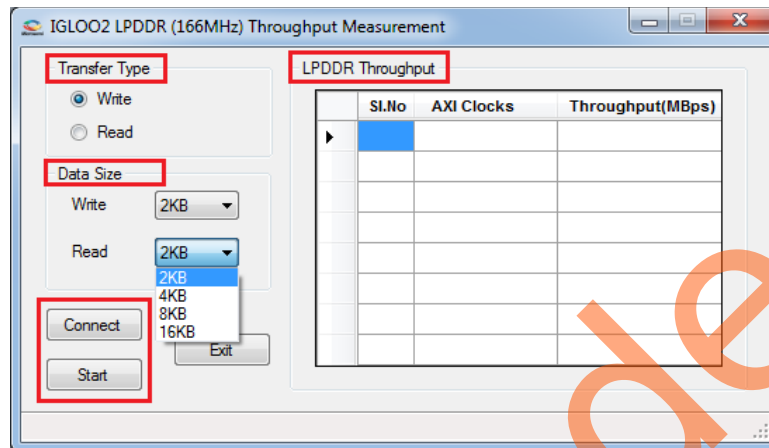 IGLOO2 LPDDR (166MHz) Throughput Measurement
Transfer Type
Write
Read
Data Size
Write 2KB
Read 2KB
2KB
4KB
8KB
16KB
Connect
Exit
Start
LPDDR Throughput
Sl.No AXI Clocks Throughput(MBps)